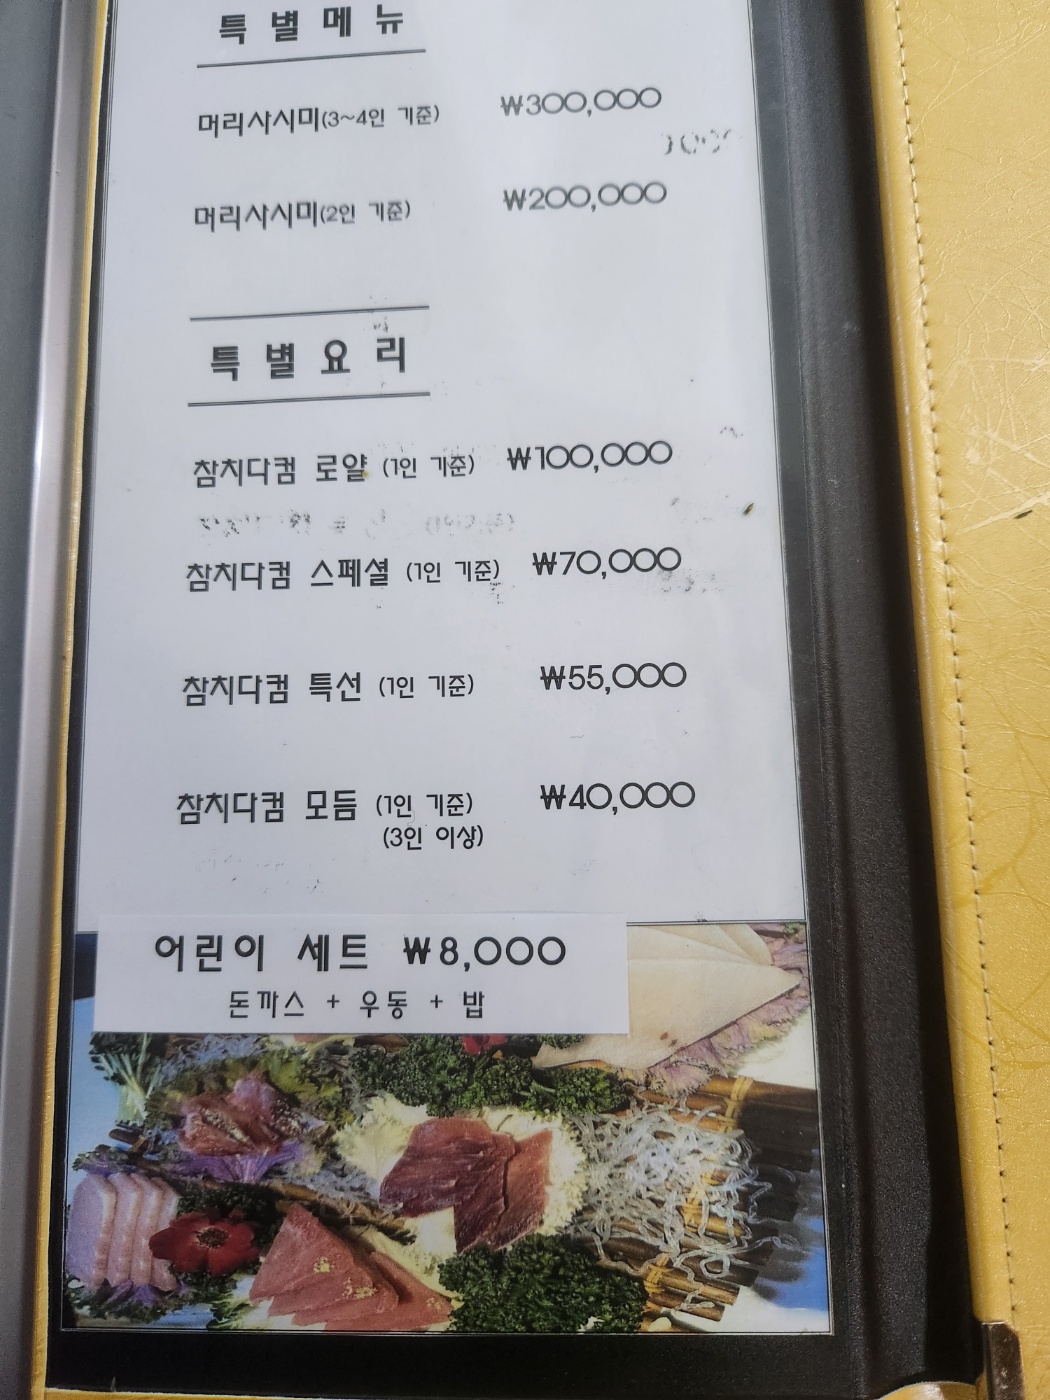 특별메뉴
머리사시미(3~4인 기준) ₩300,000
머리사시미(2인 기준) ₩200,000
특별요리
참치다컴 로얄 (1인 기준) ₩100,000
참치다컴 스페셜 (1인 기준) ₩70,000
참치다컴 특선 (1인 기준) ₩55,000
참치다컴 모듬 (1인 기준) ₩40,000
(3인 이상)
어린이 세트 ₩8,000
돈까스 + 우동 + 밥